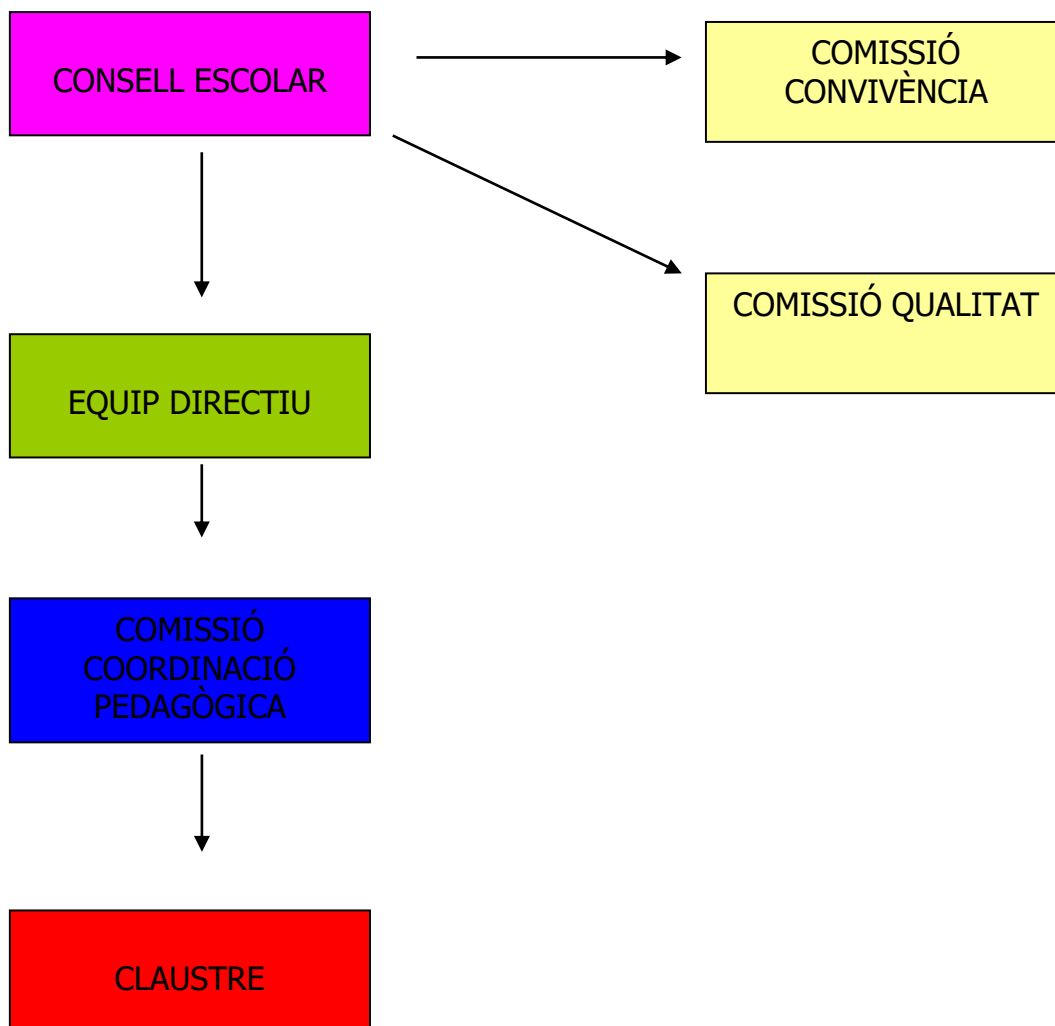 CONSELL ESCOLAR
COMISSIÓ
CONVIVÈNCIA
COMISSIÓ QUALITAT
EQUIP DIRECTIU
COMISSIÓ
COORDINACIÓ
PEDAGÒGICA
CLAUSTRE